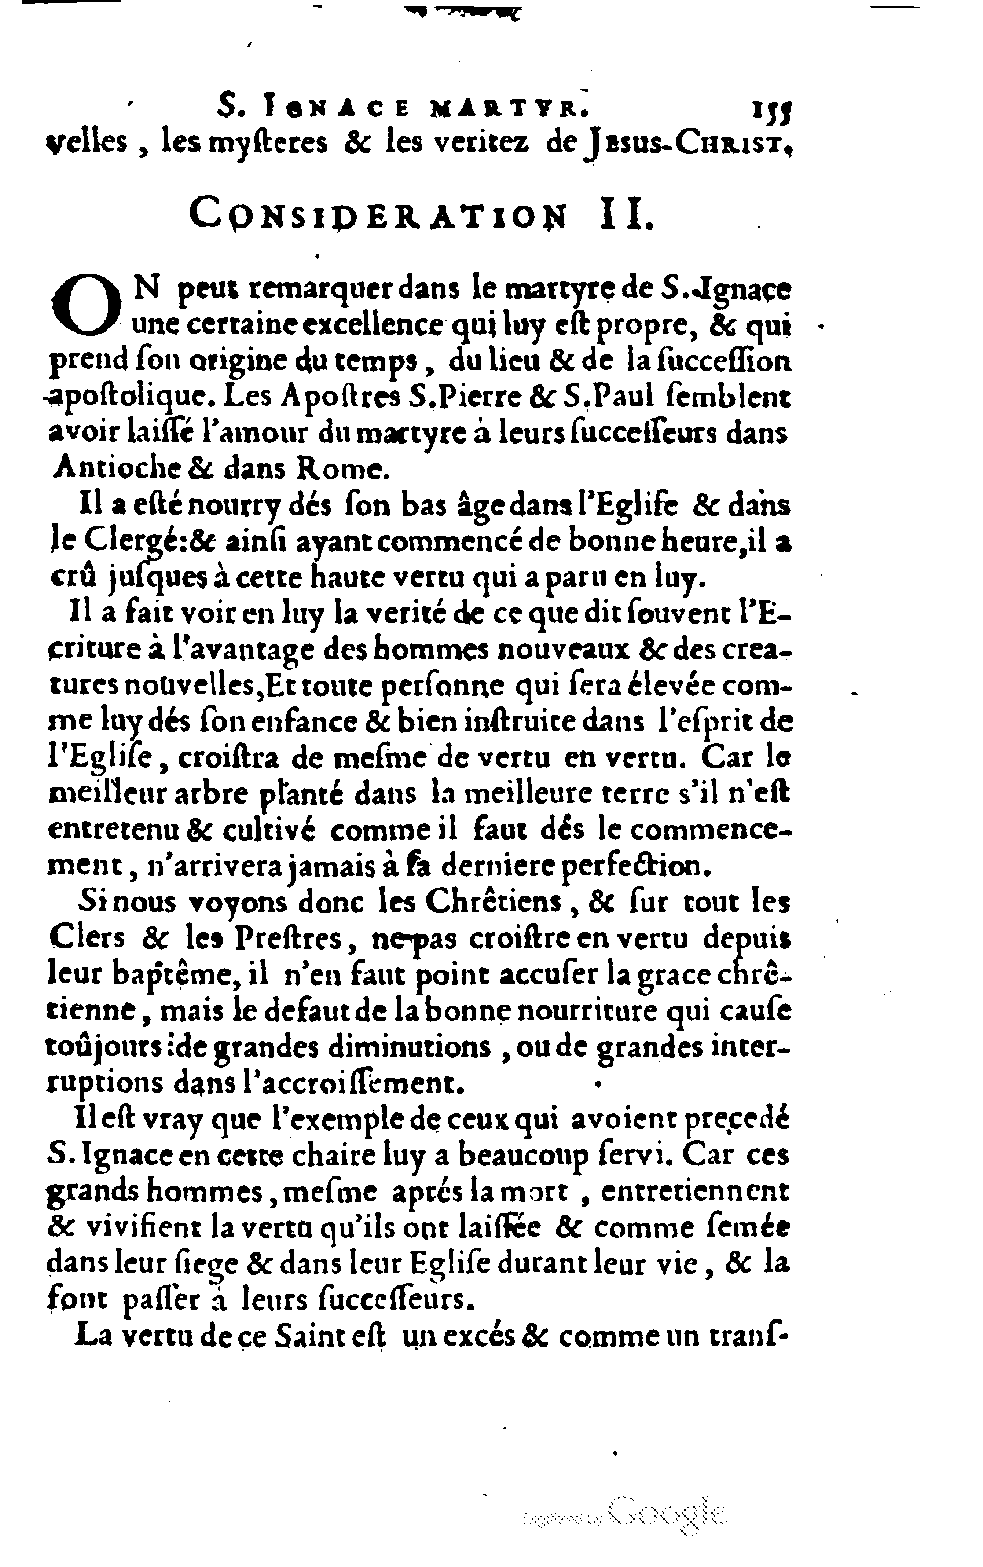 S. IGNACE MARTYR. 155
velles, les myſteres & les veritez de JESUS-CHRIST,
CONSIDERATION II.
ON peut remarquer dans le martyre de S. Ignace
une certaine excellence qui luy eſt propre, & qui
prend ſon origine du temps, du lieu & de la ſucceſſion
apoſtolique. Les Apoſtres S. Pierre & S. Paul ſemblent
avoir laiſſé l'amour du martyre à leurs ſucceſſeurs dans
Antioche & dans Rome.
Il a eſté nourry dés ſon bas âge dans l'Egliſe & dans
le Clergé: & ainſi ayant commencé de bonne heure, il a
crû juſques à cette haute vertu qui a paru en luy.
Il a fait voir en luy la verité de ce que dit ſouvent l'E-
criture à l'avantage des hommes nouveaux & des crea-
tures nouvelles, Et toute perſonne qui ſera élevée com-
me luy dés ſon enfance & bien inſtruite dans l'eſprit de
l'Egliſe, croiſtra de meſme de vertu en vertu. Car le
meilleur arbre planté dans la meilleure terre s'il n'eſt
entretenu & cultivé comme il faut dés le commence-
ment, n'arrivera jamais à ſa derniere perfection.
Si nous voyons donc les Chrêtiens, & ſur tout les
Clers & les Preſtres, ne pas croiſtre en vertu depuis
leur baptême, il n'en faut point accuſer la grace chrê-
tienne, mais le defaut de la bonne nourriture qui cauſe
toûjours de grandes diminutions, ou de grandes inter-
ruptions dans l'accroiſſement.
Il eſt vray que l'exemple de ceux qui avoient precedé
S. Ignace en cette chaire luy a beaucoup ſervi. Car ces
grands hommes, meſme aprés la mort, entretiennent
& vivifient la vertu qu'ils ont laiſſée & comme ſemée
dans leur ſiege & dans leur Egliſe durant leur vie, & la
font paſſer à leurs ſucceſſeurs.
La vertu de ce Saint eſt un excés & comme un tranſ-
Digitized by Google